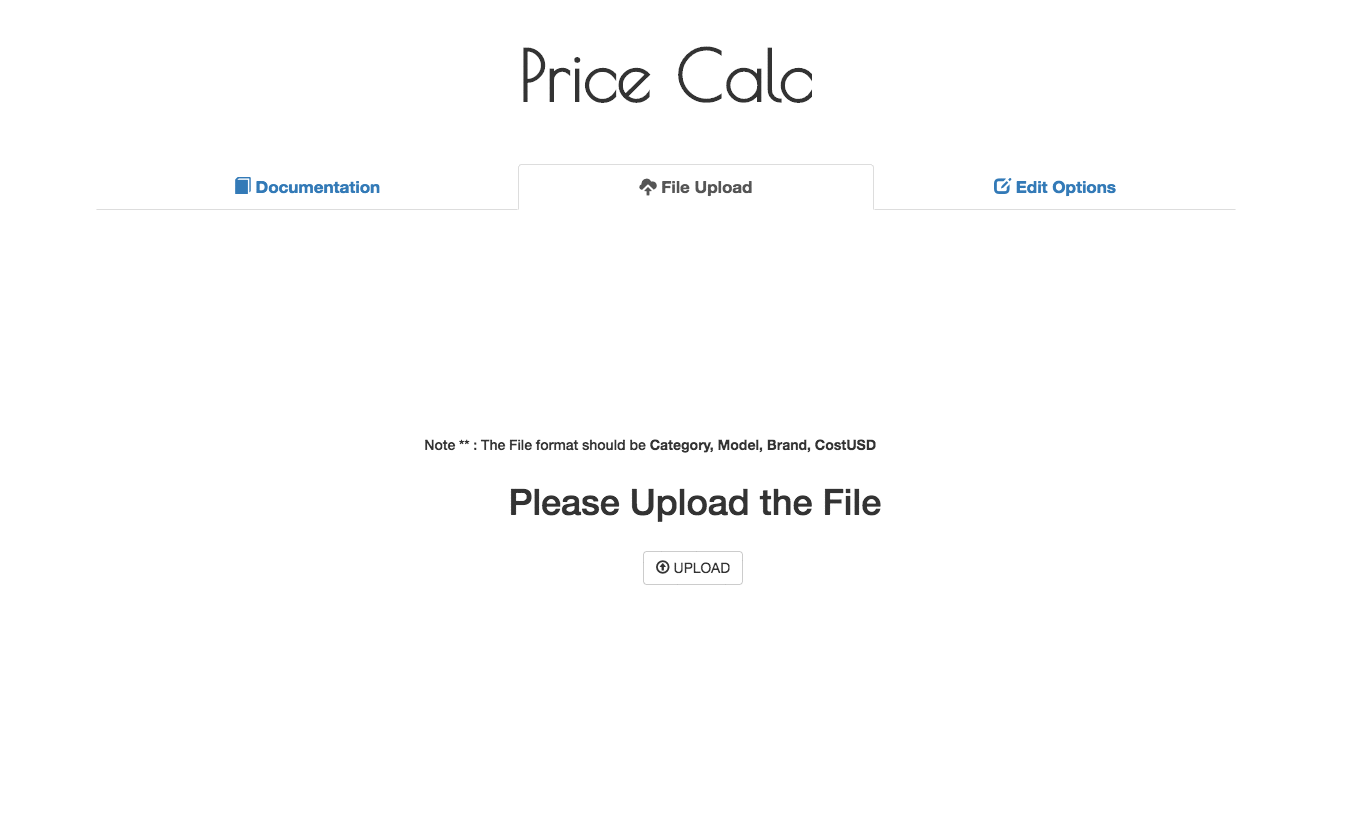 Price Calc
Documentation
File Upload
Edit Options
Note ** : The File format should be Category, Model, Brand, CostUSD
Please Upload the File
UPLOAD